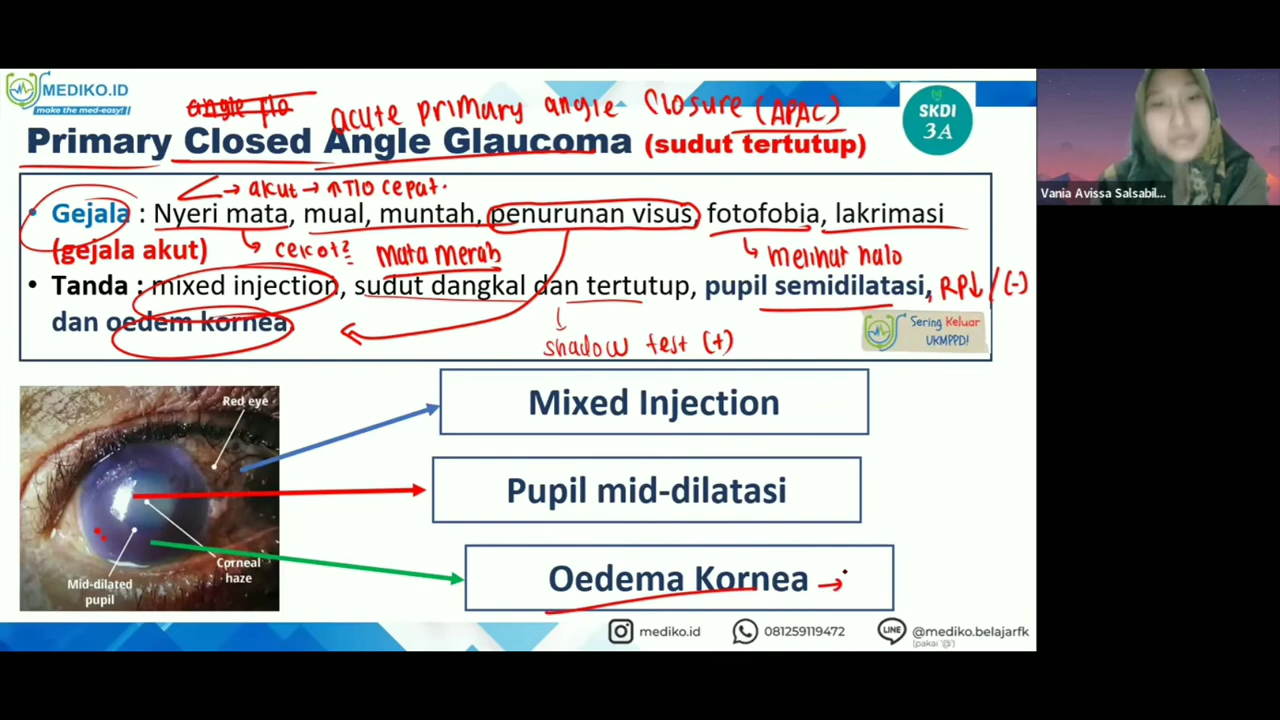 MEDIKO.ID
make the med-easy!
acute primary angle closure (APAC)
SKDI
3A
Primary Closed Angle Glaucoma (sudut tertutup)
→ akut → ↑TIO cepat.
• Gejala : Nyeri mata, mual, muntah, penurunan visus, fotofobia, lakrimasi
(gejala akut)
cekot? mata merah
melihat halo
• Tanda : mixed injection, sudut dangkal dan tertutup, pupil semidilatasi, RP↓/(-)
dan oedem kornea
shadow test (+)
Sering Keluar
UKMPPD!
Red eye
Mixed Injection
Pupil mid-dilatasi
Corneal
haze
Mid-dilated
pupil
Oedema Kornea →
mediko.id
081259119472
@mediko.belajarfk
(pakai '@')
Vania Avissa Salsabil...